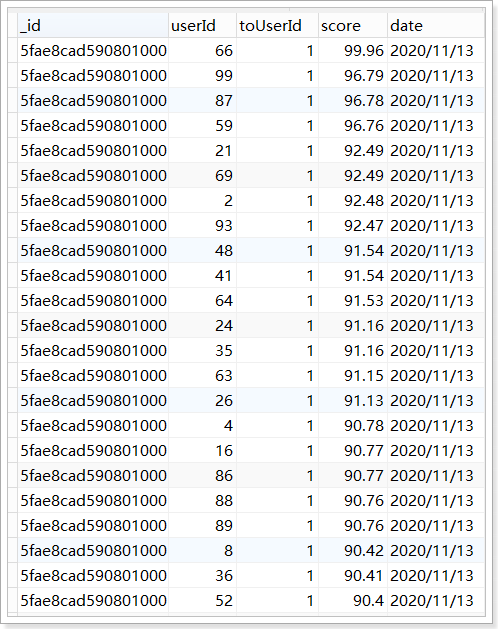 _id userId toUserId score date
5fae8cad590801000 66 1 99.96 2020/11/13
5fae8cad590801000 99 1 96.79 2020/11/13
5fae8cad590801000 87 1 96.78 2020/11/13
5fae8cad590801000 59 1 96.76 2020/11/13
5fae8cad590801000 21 1 92.49 2020/11/13
5fae8cad590801000 69 1 92.49 2020/11/13
5fae8cad590801000 2 1 92.48 2020/11/13
5fae8cad590801000 93 1 92.47 2020/11/13
5fae8cad590801000 48 1 91.54 2020/11/13
5fae8cad590801000 41 1 91.54 2020/11/13
5fae8cad590801000 64 1 91.53 2020/11/13
5fae8cad590801000 24 1 91.16 2020/11/13
5fae8cad590801000 35 1 91.16 2020/11/13
5fae8cad590801000 63 1 91.15 2020/11/13
5fae8cad590801000 26 1 91.13 2020/11/13
5fae8cad590801000 4 1 90.78 2020/11/13
5fae8cad590801000 16 1 90.77 2020/11/13
5fae8cad590801000 86 1 90.77 2020/11/13
5fae8cad590801000 88 1 90.76 2020/11/13
5fae8cad590801000 89 1 90.76 2020/11/13
5fae8cad590801000 8 1 90.42 2020/11/13
5fae8cad590801000 36 1 90.41 2020/11/13
5fae8cad590801000 52 1 90.4 2020/11/13